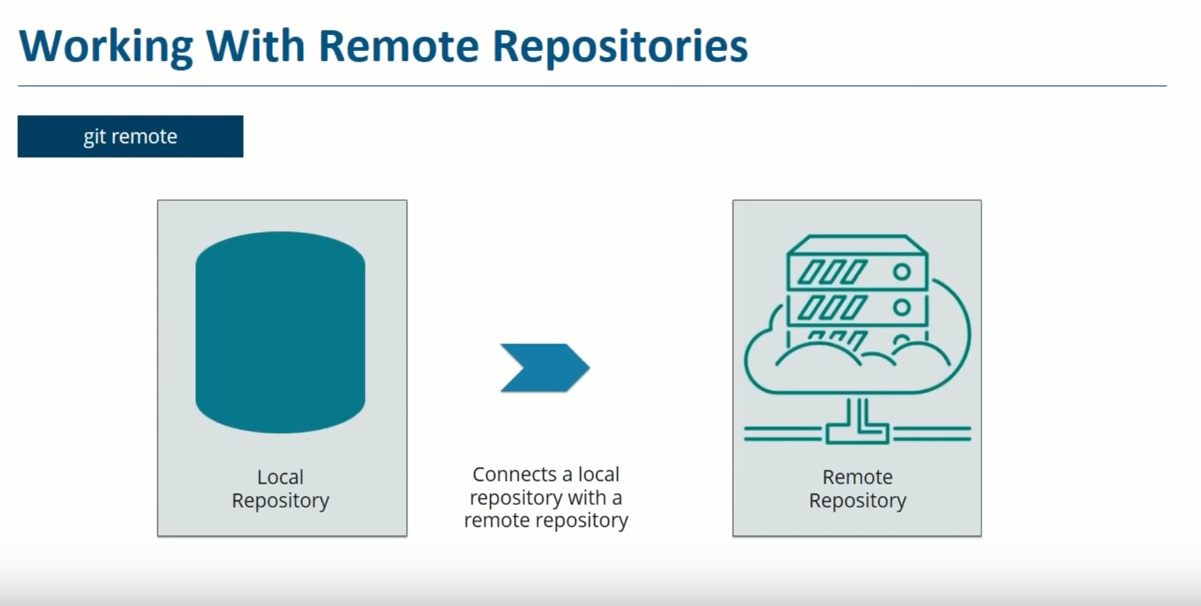 Working With Remote Repositories
git remote
Local
Repository
Connects a local
repository with a
remote repository
Remote
Repository